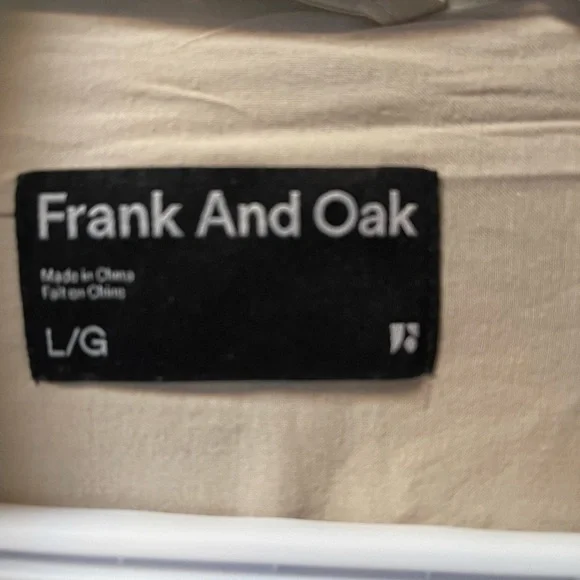 Frank And Oak
Made in China
Fait en Chine
L/G